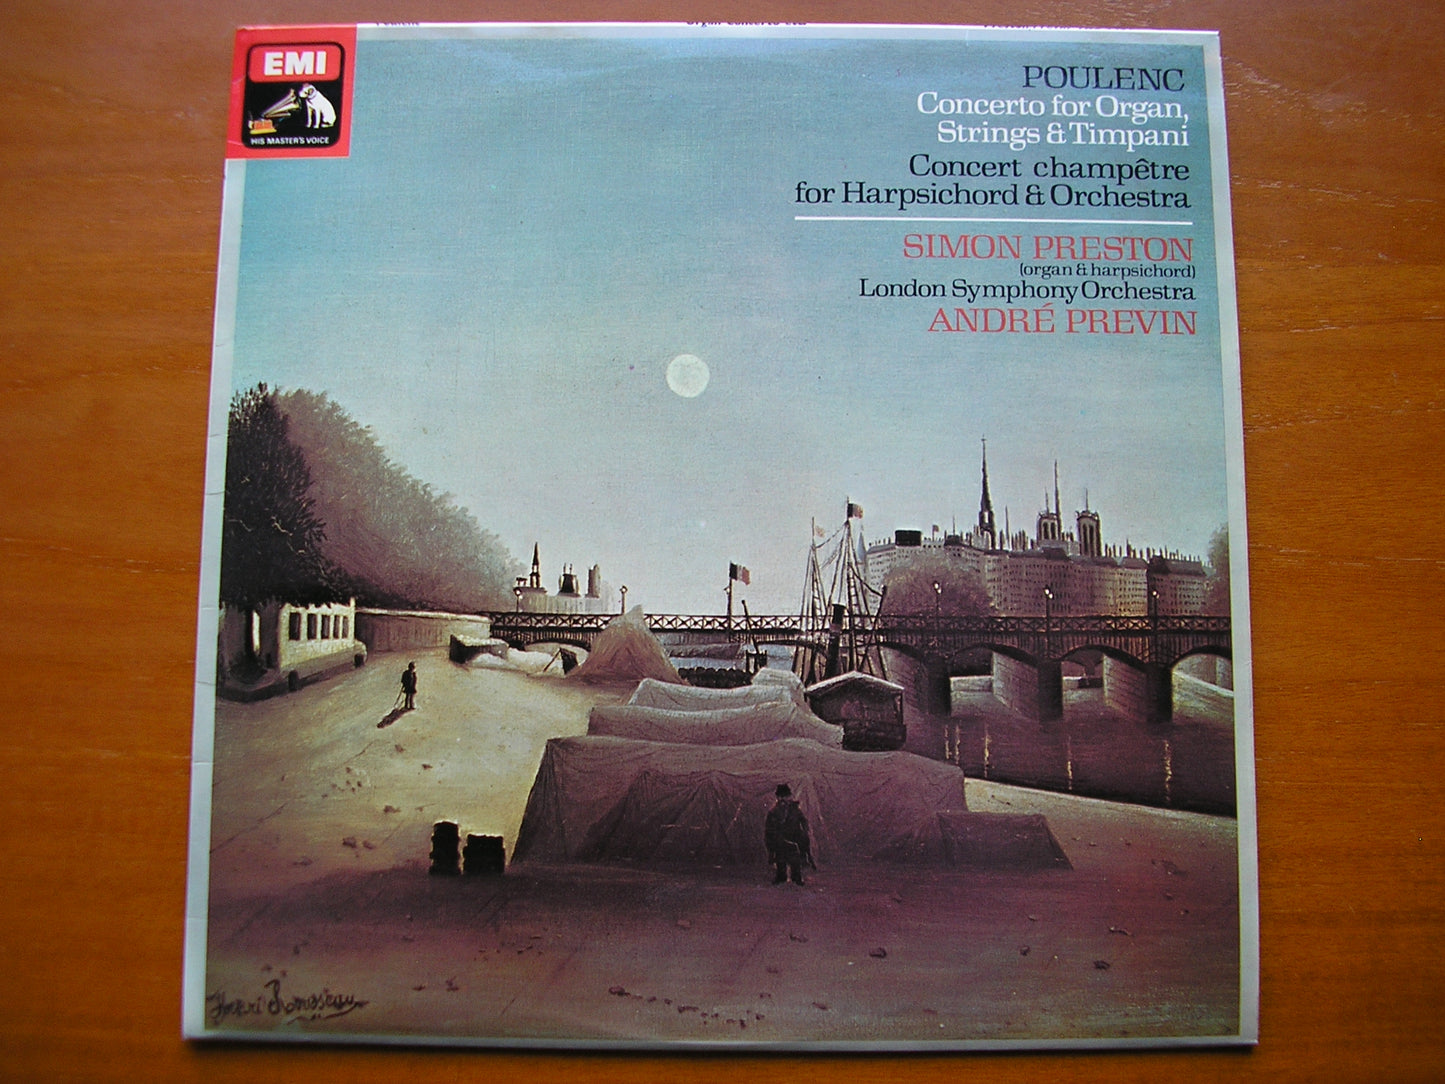 EMI
HIS MASTER'S VOICE
POULENC
Concerto for Organ,
Strings & Timpani
Concert champêtre
for Harpsichord & Orchestra
SIMON PRESTON
(organ & harpsichord)
London Symphony Orchestra
ANDRÉ PREVIN
Henri Rousseau